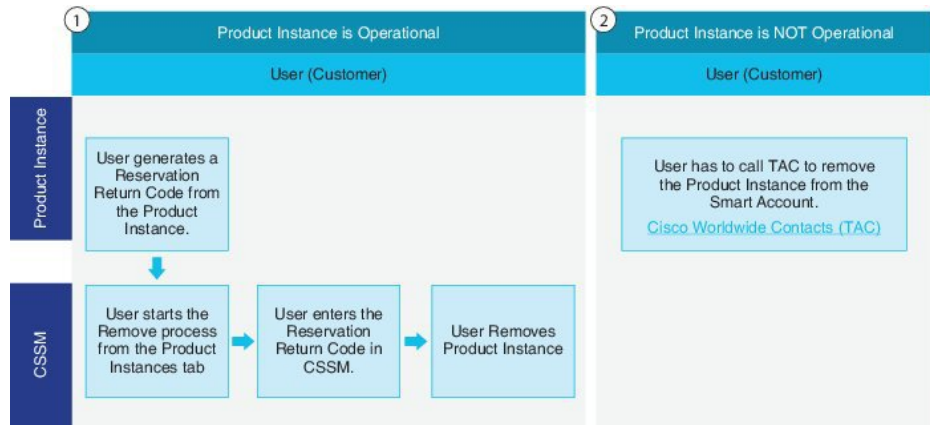 1
Product Instance is Operational
User (Customer)
Product Instance
User generates a
Reservation
Return Code from
the Product
Instance.
CSSM
User starts the
Remove process
from the Product
Instances tab
User enters the
Reservation
Return Code in
CSSM.
User Removes
Product Instance
2
Product Instance is NOT Operational
User (Customer)
User has to call TAC to remove
the Product Instance from the
Smart Account.
Cisco Worldwide Contacts (TAC)